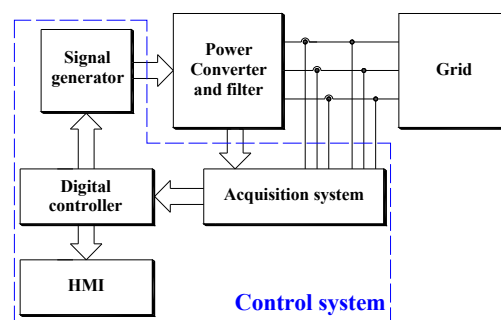 Signal
generator
Power
Converter
and filter
Grid
Digital
controller
Acquisition system
HMI
Control system